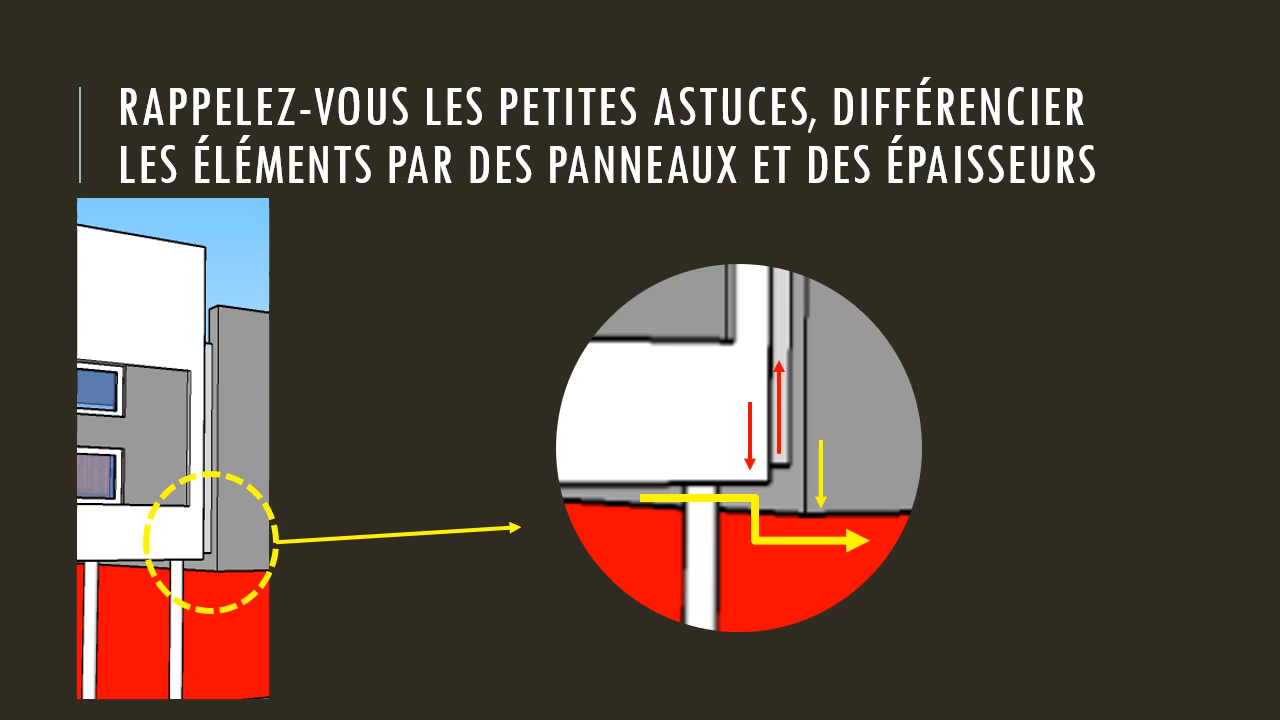 RAPPELEZ-VOUS LES PETITES ASTUCES, DIFFÉRENCIER
LES ÉLÉMENTS PAR DES PANNEAUX ET DES ÉPAISSEURS